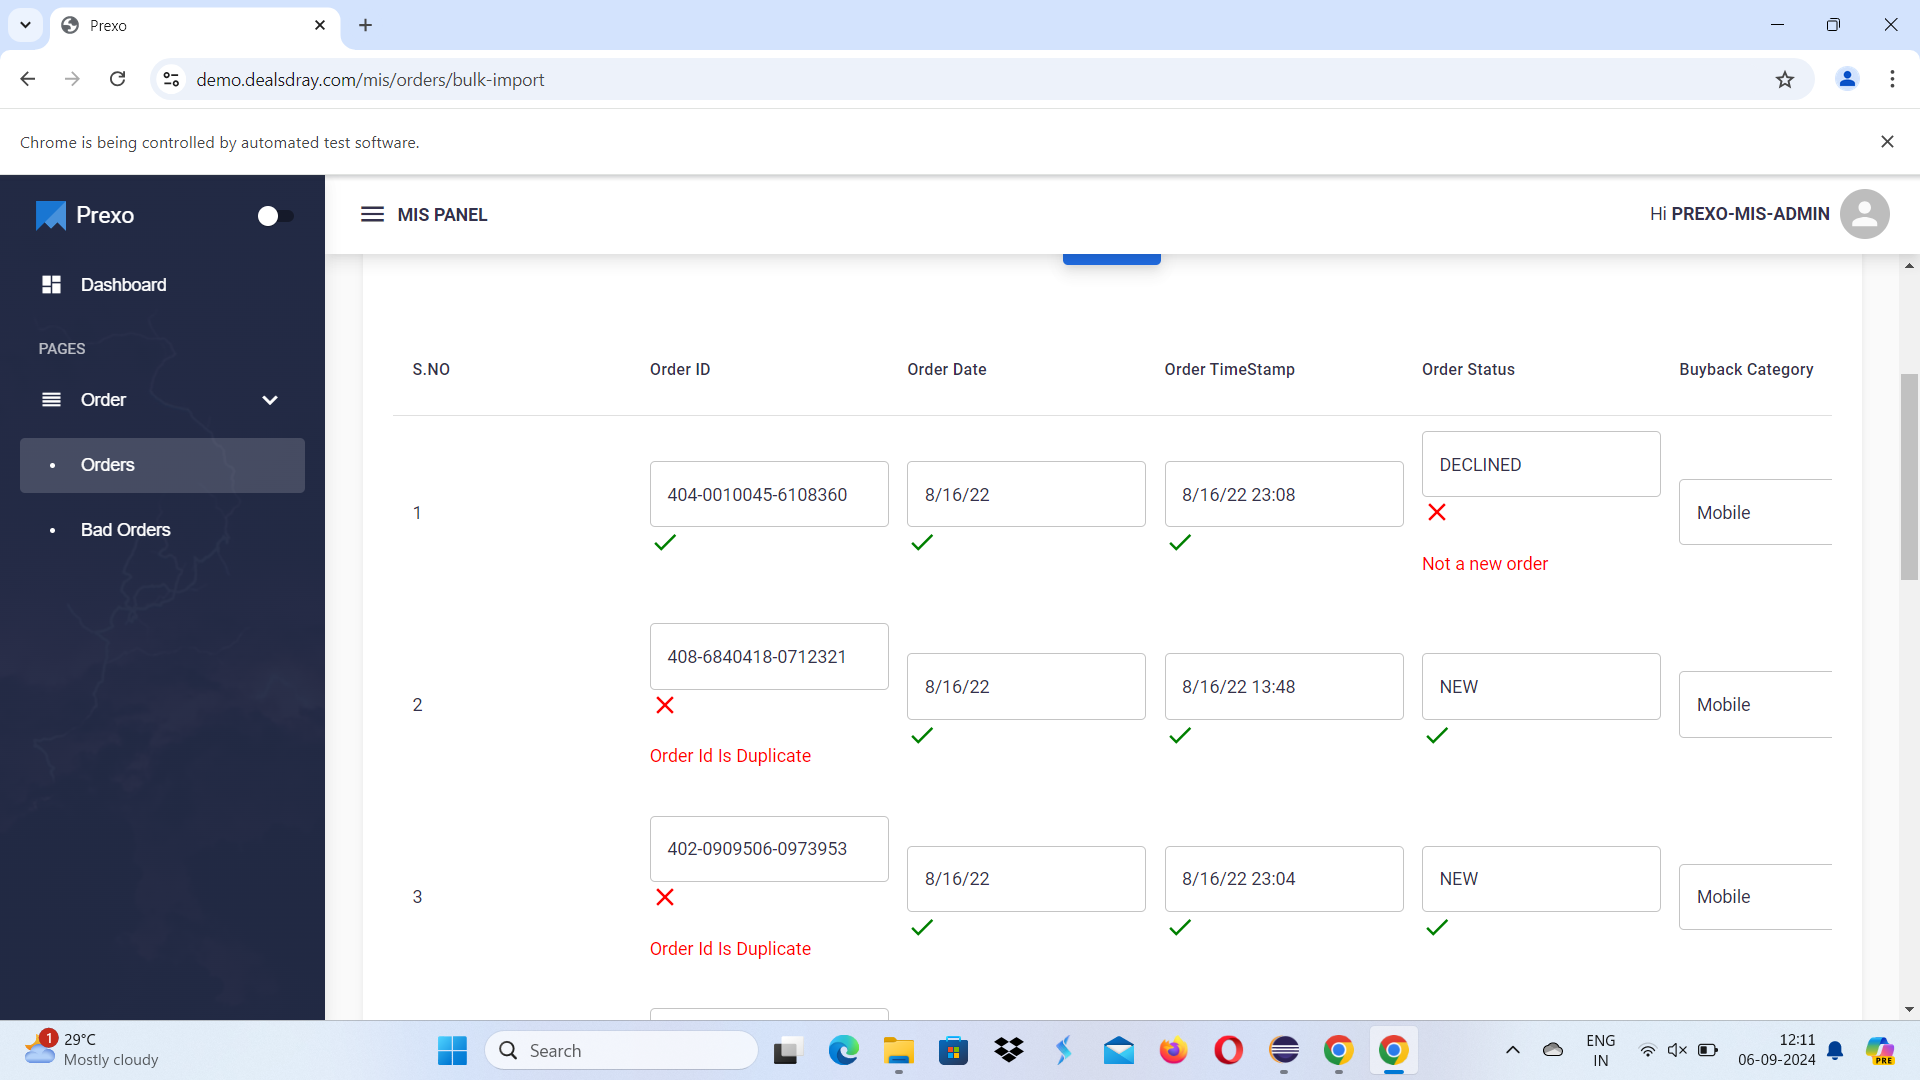 Prexo
demo.dealsdray.com/mis/orders/bulk-import
Chrome is being controlled by automated test software.
Prexo
MIS PANEL
Hi PREXO-MIS-ADMIN
Dashboard
PAGES
Order
Orders
Bad Orders
S.NO Order ID Order Date Order TimeStamp Order Status Buyback Category
1 404-0010045-6108360 8/16/22 8/16/22 23:08 DECLINED Mobile
Not a new order
2 408-6840418-0712321 8/16/22 8/16/22 13:48 NEW Mobile
Order Id Is Duplicate
3 402-0909506-0973953 8/16/22 8/16/22 23:04 NEW Mobile
Order Id Is Duplicate
1
29°C
Mostly cloudy
Search
PRE
ENG
IN
12:11
06-09-2024